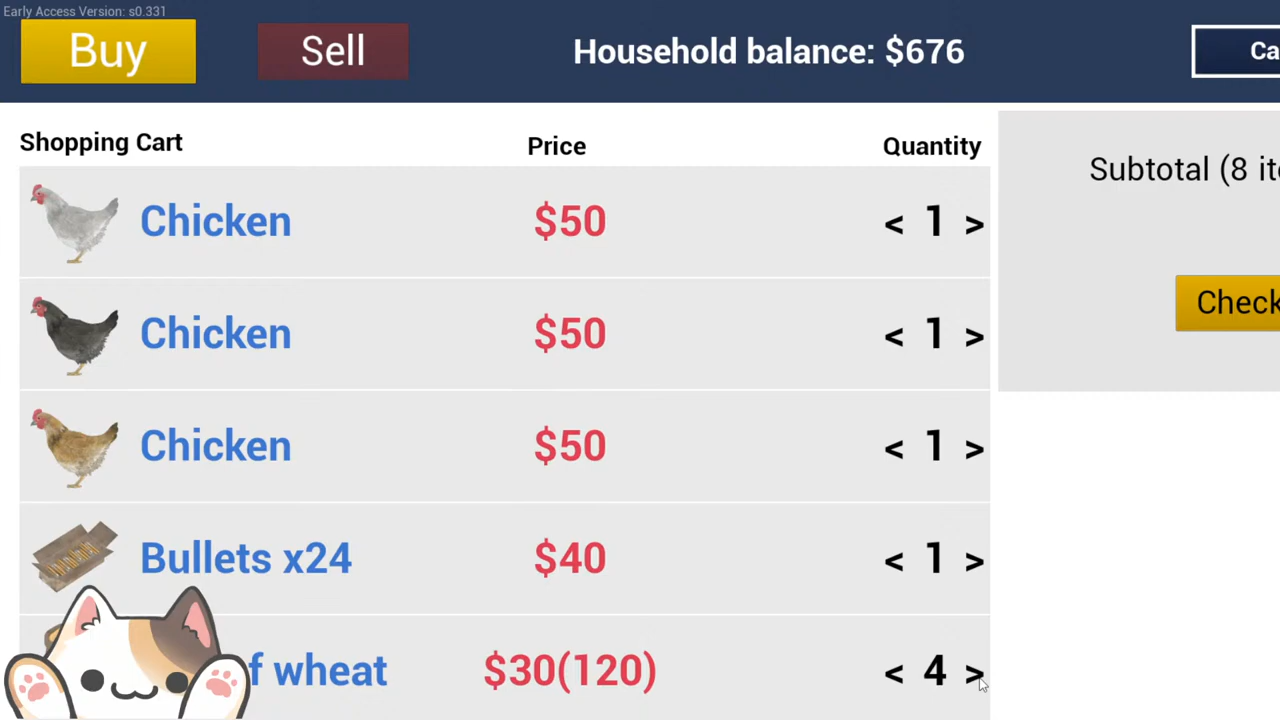 Early Access Version: s0.331
Buy
Sell
Household balance: $676
Ca
Shopping Cart
Price
Quantity
Subtotal (8 ite
Chicken
$50
< 1 >
Check
Chicken
$50
< 1 >
Chicken
$50
< 1 >
Bullets x24
$40
< 1 >
f wheat
$30(120)
< 4 >